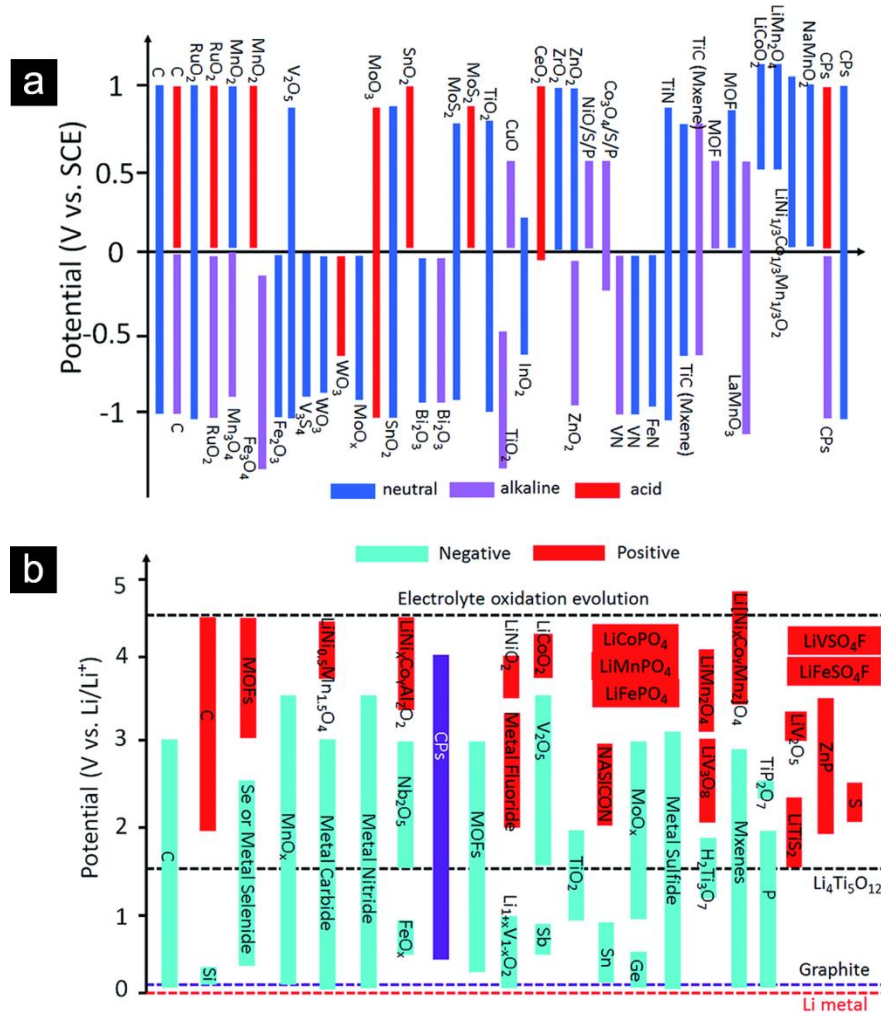 a
Potential (V vs. SCE)
1
0.5
0
-0.5
-1
C
C
RuO2
RuO2
MnO2
MnO2
V2O5
MoO3
SnO2
MoS2
MoS2
TiO2
CuO
CeO2
ZrO2
ZnO2
NiO/S/P
Co3O4/S/P
TiN
TiC (Mxene)
MOF
MOF
LiCoO2
LiMn2O4
NaMnO2
CPs
CPs
C
RuO2
Mn3O4
Fe3O4
Fe2O3
V3S4
WO3
WO3
MoOx
SnO2
Bi2O3
Bi2O3
TiO2
InO2
ZnO2
VN
VN
FeN
TiC (Mxene)
LaMnO3
LiNi1/3Co1/3Mn1/3O2
CPs
neutral
alkaline
acid
b
Negative
Positive
Potential (V vs. Li/Li+)
5
4
3
2
1
0
Electrolyte oxidation evolution
C
C
Si
MOFs
Se or Metal Selenide
MnOx
LiNi0.5Mn1.5O4
Metal Carbide
Metal Nitride
LiNixCoyAlzO2
Nb2O5
FeOx
CPs
MOFs
LiNiO2
Metal Fluoride
Li1+xV1-xO2
LiCoO2
V2O5
Sb
TiO2
LiCoPO4
LiMnPO4
LiFePO4
NASICON
Sn
MoOx
Ge
Metal Sulfide
LiMn2O4
LiV3O8
H2Ti3O7
Li[NixCoyMnz]O4
Mxenes
TiP2O7
P
LiVSO4F
LiFeSO4F
LiV2O5
LiTiS2
ZnP
S
Li4Ti5O12
Graphite
Li metal